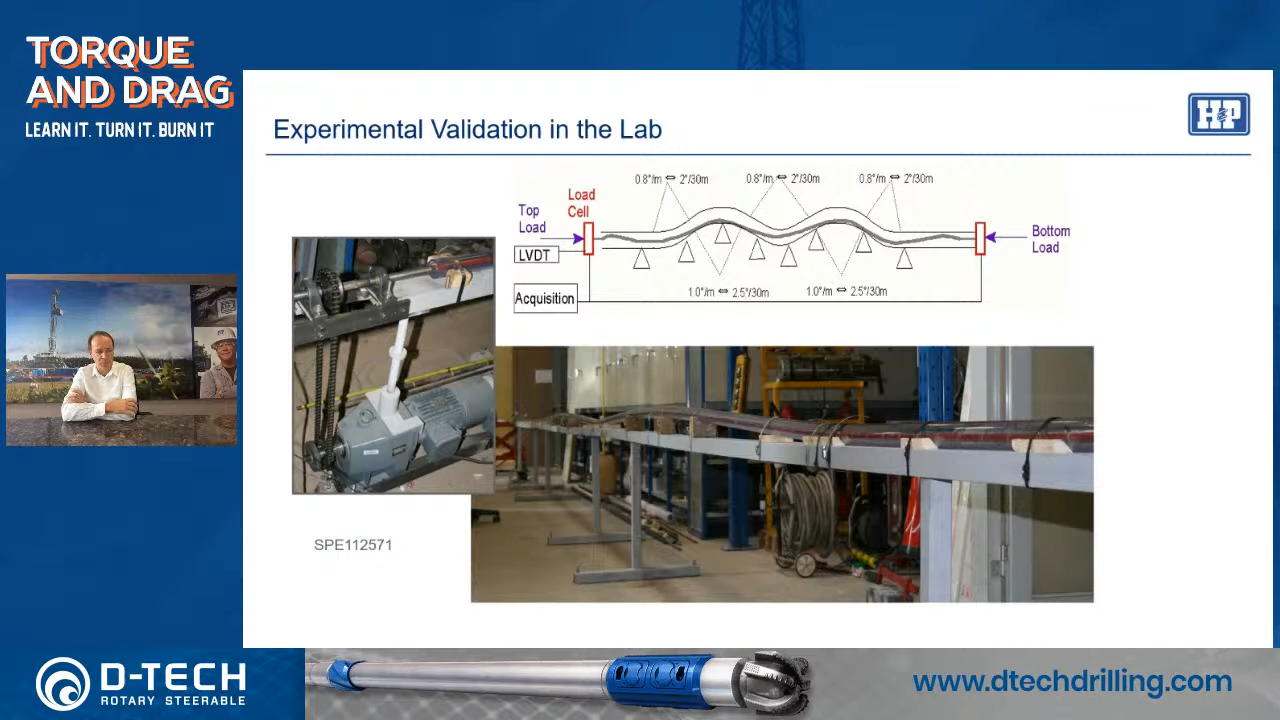 TORQUE
AND DRAG
LEARN IT. TURN IT. BURN IT
Experimental Validation in the Lab
H&P
0.8°/m ⇔ 2°/30m
0.8°/m ⇔ 2°/30m
0.8°/m ⇔ 2°/30m
Load
Cell
Top
Load
LVDT
Bottom
Load
1.0°/m ⇔ 2.5°/30m
1.0°/m ⇔ 2.5°/30m
Acquisition
SPE112571
D-TECH
ROTARY STEERABLE
www.dtechdrilling.com